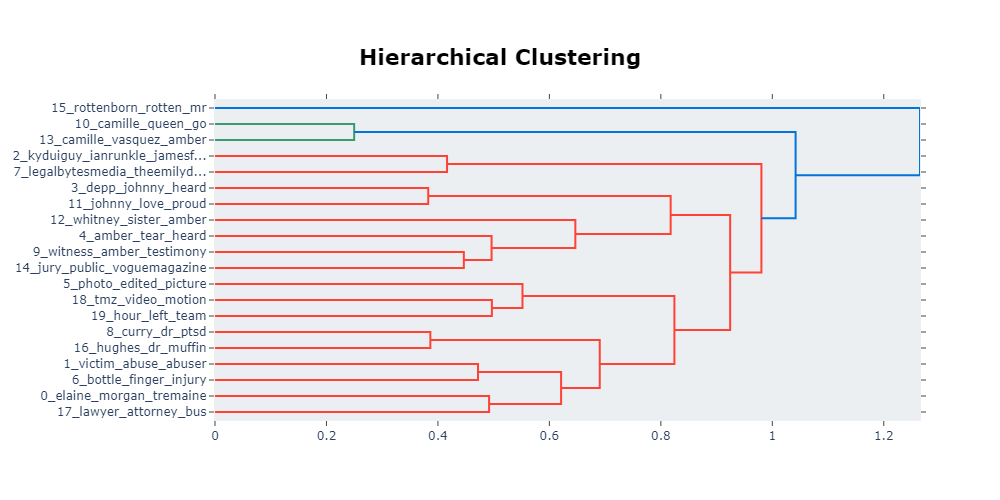 Hierarchical Clustering
15_rottenborn_rotten_mr
10_camille_queen_go
13_camille_vasquez_amber
2_kyduiguy_ianrunkle_jamesf...
7_legalbytesmedia_theemilyd...
3_depp_johnny_heard
11_johnny_love_proud
12_whitney_sister_amber
4_amber_tear_heard
9_witness_amber_testimony
14_jury_public_voguemagazine
5_photo_edited_picture
18_tmz_video_motion
19_hour_left_team
8_curry_dr_ptsd
16_hughes_dr_muffin
1_victim_abuse_abuser
6_bottle_finger_injury
0_elaine_morgan_tremaine
17_lawyer_attorney_bus
0 0.2 0.4 0.6 0.8 1 1.2